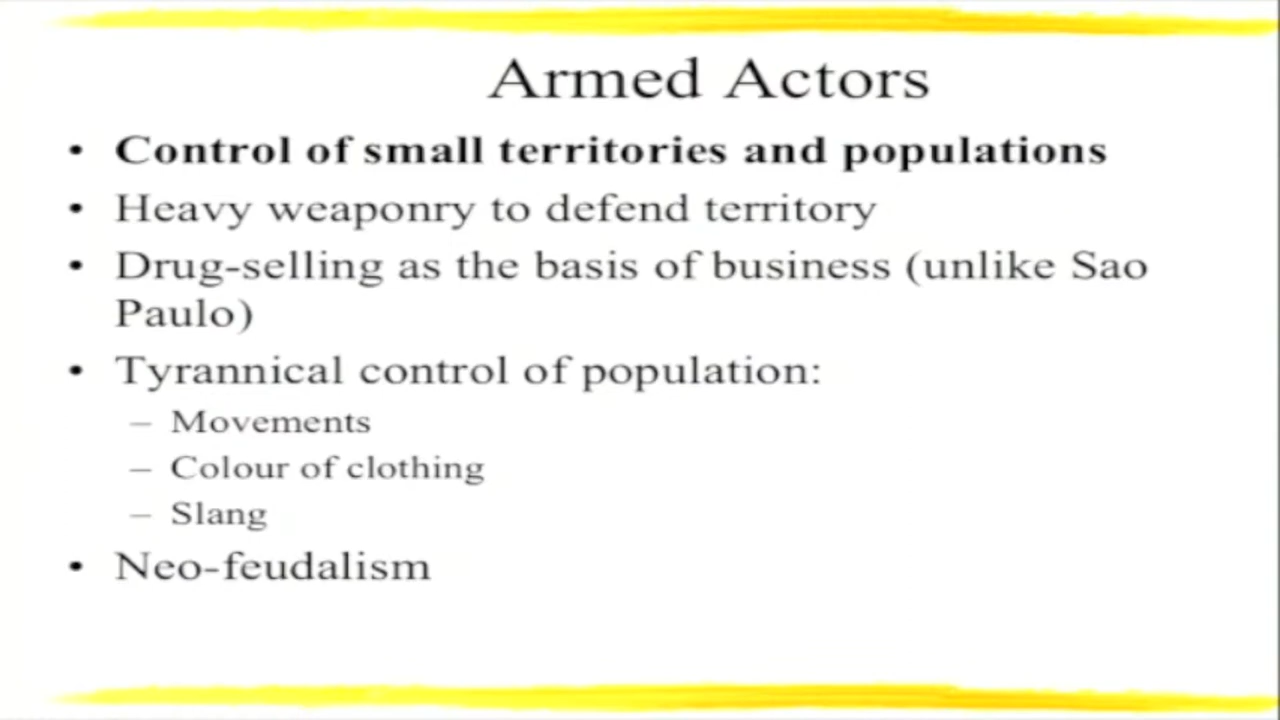 Armed Actors
• Control of small territories and populations
• Heavy weaponry to defend territory
• Drug-selling as the basis of business (unlike Sao
Paulo)
• Tyrannical control of population:
– Movements
– Colour of clothing
– Slang
• Neo-feudalism